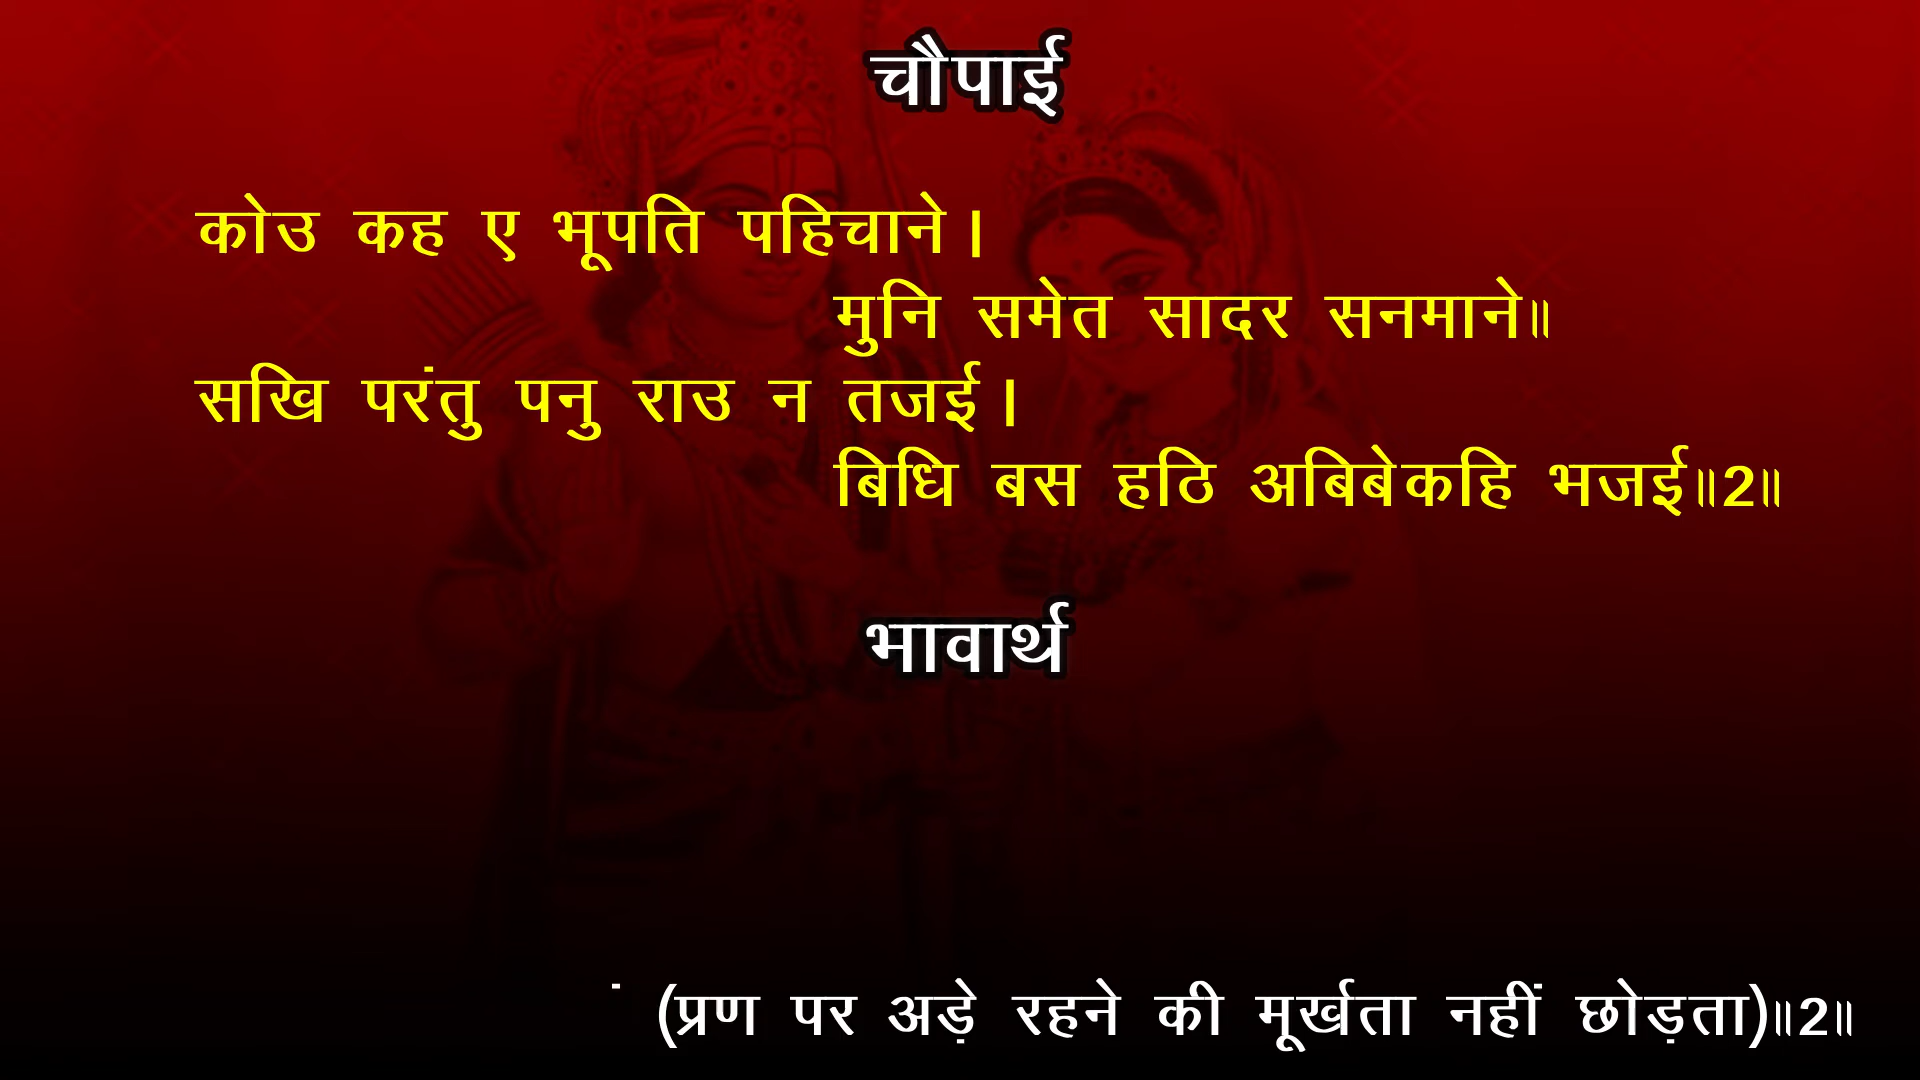 चौपाई
कोउ कह ए भूपति पहिचाने।
मुनि समेत सादर सनमाने॥
सखि परंतु पनु राउ न तजई।
बिधि बस हठि अबिबेकहि भजई॥2॥
भावार्थ
(प्रण पर अड़े रहने की मूर्खता नहीं छोड़ता)॥2॥